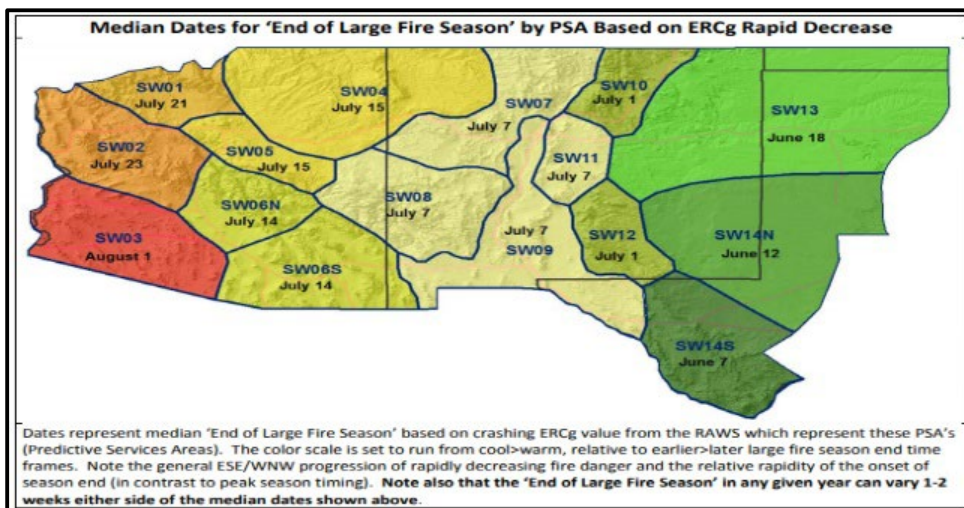 Median Dates for ‘End of Large Fire Season’ by PSA Based on ERCg Rapid Decrease
SW01
July 21
SW04
July 15
SW10
July 1
SW07
July 7
SW13
June 18
SW02
July 23
SW05
July 15
SW11
July 7
SW06N
July 14
SW08
July 7
SW03
August 1
SW06S
July 14
July 7
SW09
SW12
July 1
SW14N
June 12
SW14S
June 7
Dates represent median ‘End of Large Fire Season’ based on crashing ERCg value from the RAWS which represent these PSA’s
(Predictive Services Areas).  The color scale is set to run from cool>warm, relative to earlier>later large fire season end time
frames.  Note the general ESE/WNW progression of rapidly decreasing fire danger and the relative rapidity of the onset of
season end (in contrast to peak season timing).  Note also that the ‘End of Large Fire Season’ in any given year can vary 1-2
weeks either side of the median dates shown above.